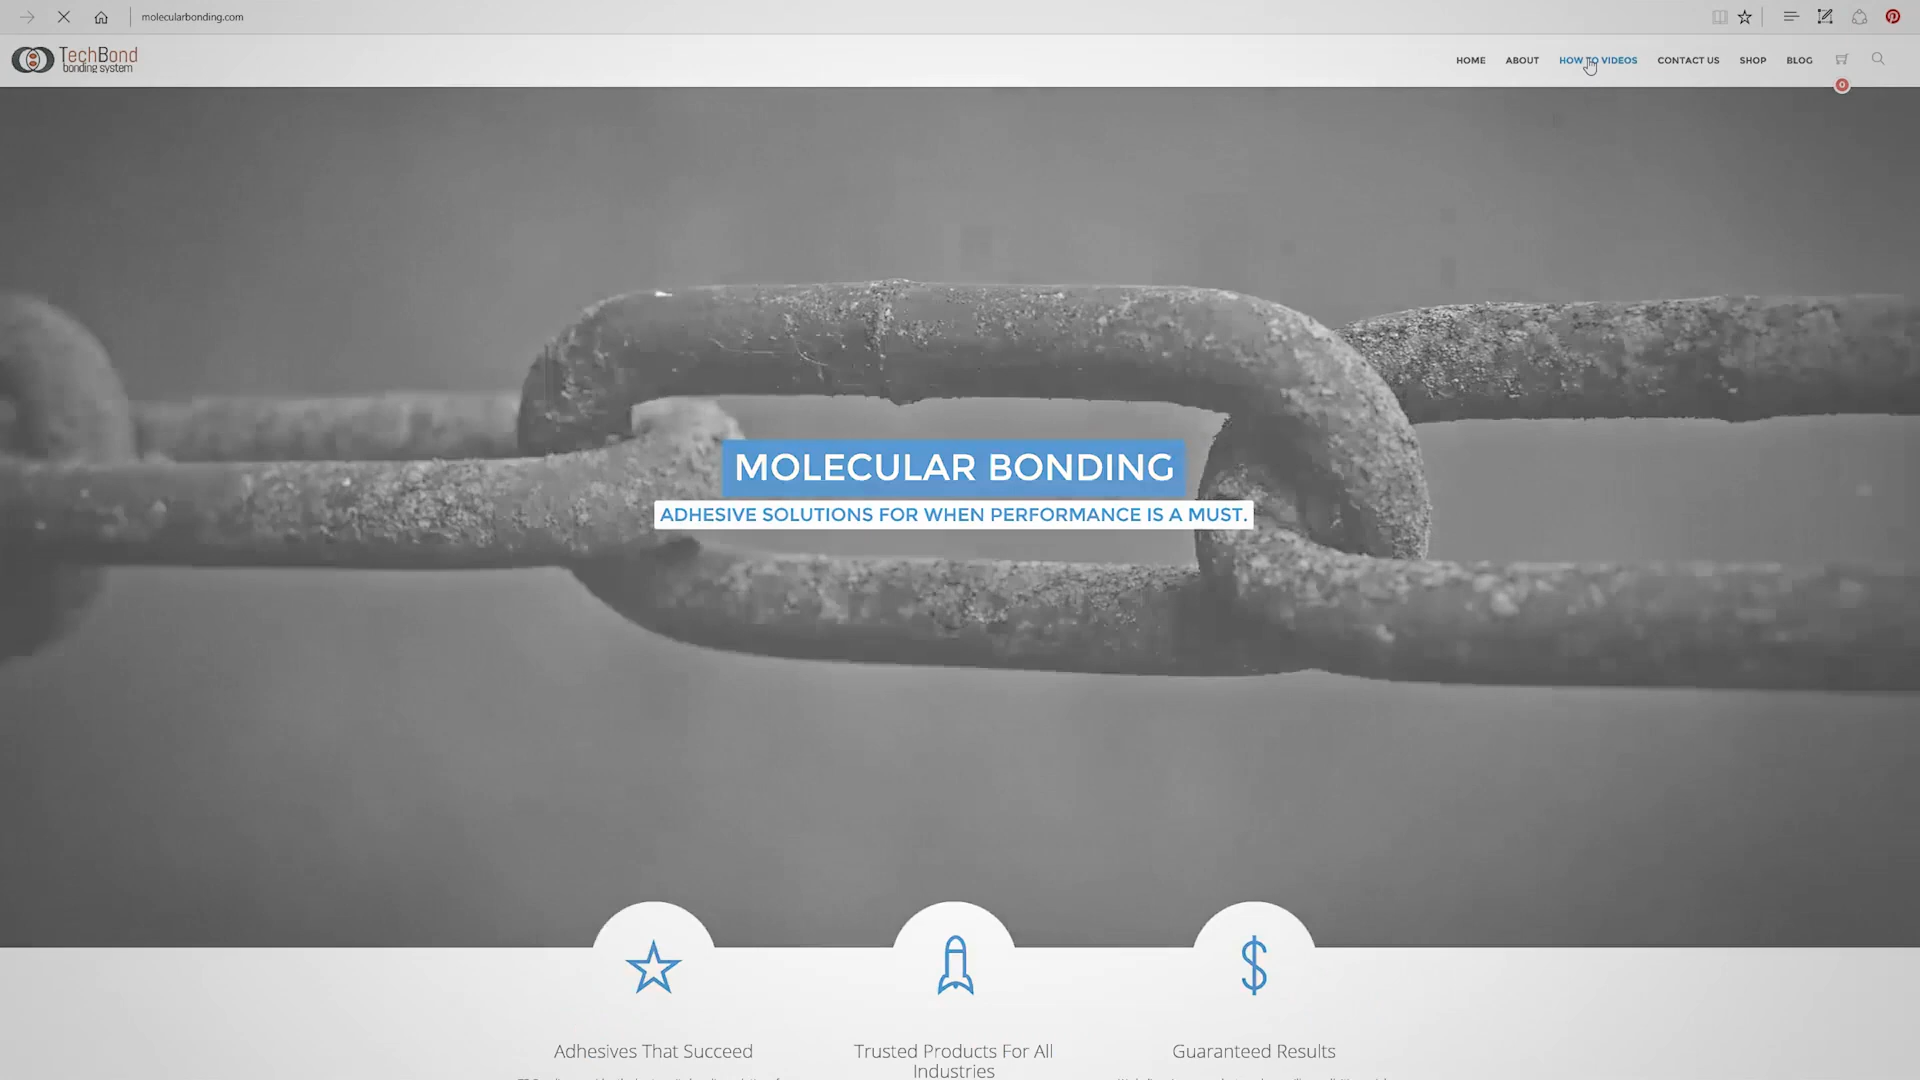 molecularbonding.com
TechBond
bonding system
HOME ABOUT HOW TO VIDEOS CONTACT US SHOP BLOG
0
MOLECULAR BONDING
ADHESIVE SOLUTIONS FOR WHEN PERFORMANCE IS A MUST.
Adhesives That Succeed
Trusted Products For All
Industries
Guaranteed Results